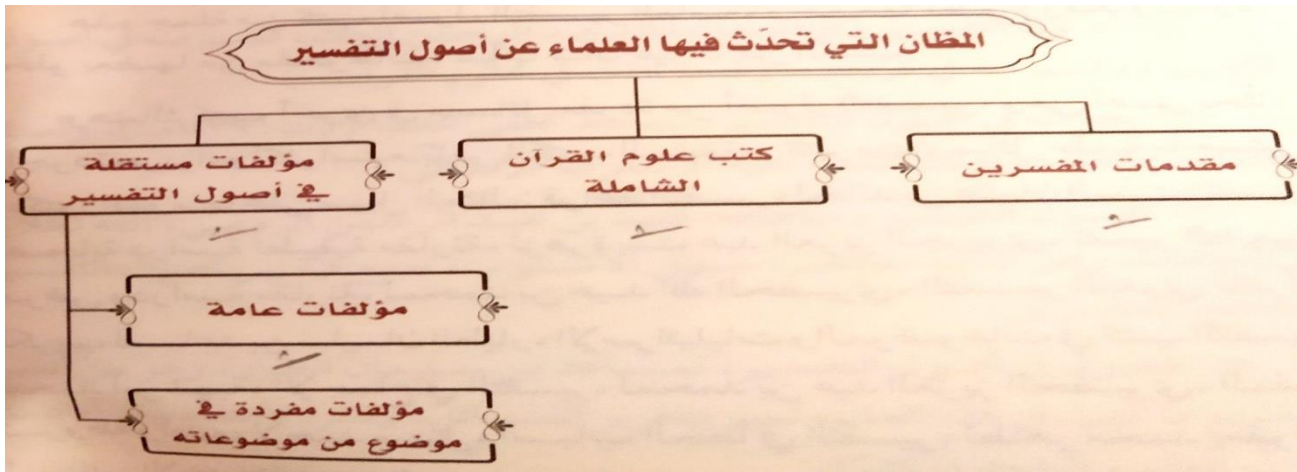 المظان التي تحدّث فيها العلماء عن أصول التفسير
مقدمات المفسرين
كتب علوم القرآن
الشاملة
مؤلفات مستقلة
في أصول التفسير
مؤلفات عامة
مؤلفات مفردة في
موضوع من موضوعاته